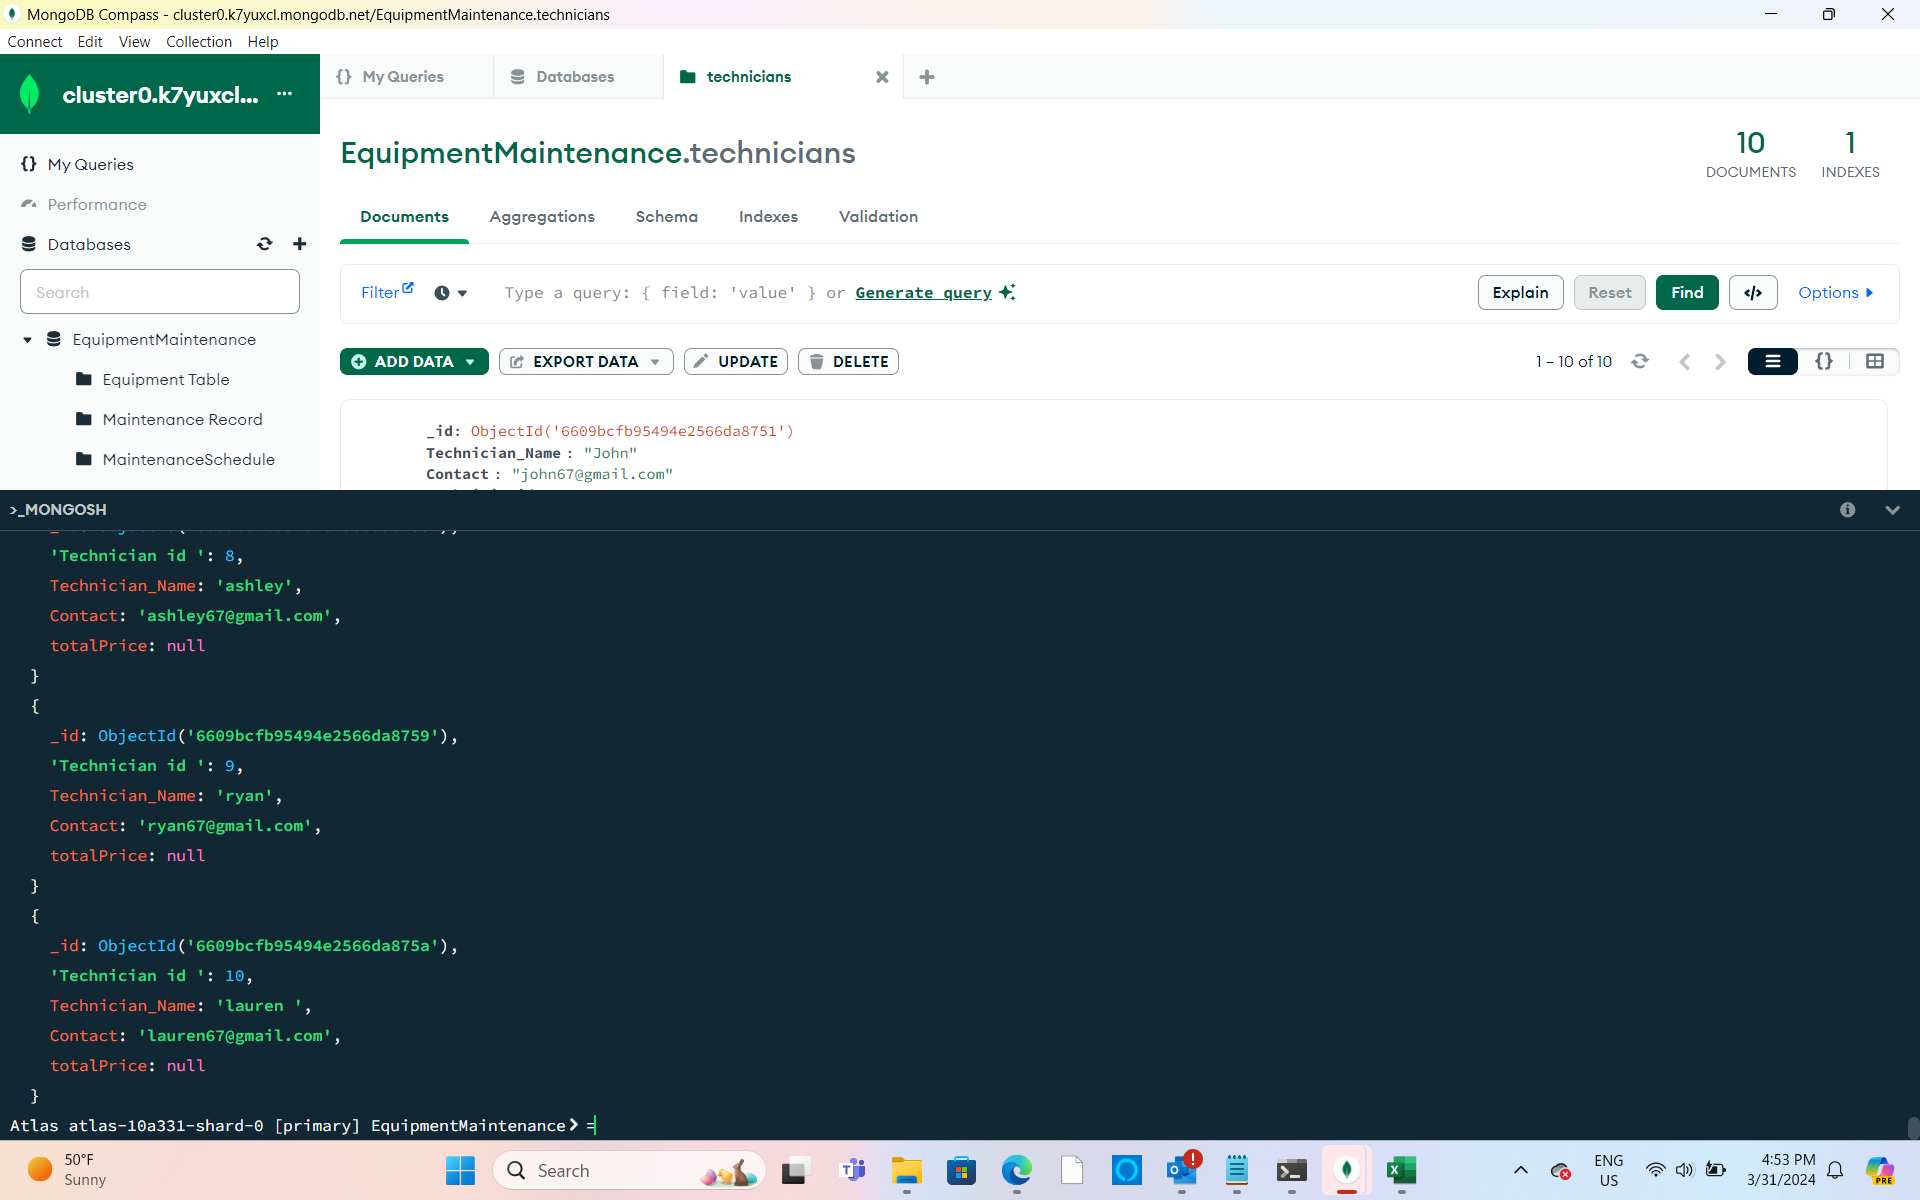 MongoDB Compass - cluster0.k7yuxcl.mongodb.net/EquipmentMaintenance.technicians
Connect Edit View Collection Help
cluster0.k7yuxcl... ...
My Queries
Databases
technicians
{} My Queries
Performance
Databases
Search
EquipmentMaintenance
Equipment Table
Maintenance Record
MaintenanceSchedule
EquipmentMaintenance.technicians
10
DOCUMENTS
1
INDEXES
Documents Aggregations Schema Indexes Validation
Filter Type a query: { field: 'value' } or Generate query Explain Reset Find </> Options
ADD DATA EXPORT DATA UPDATE DELETE 1 – 10 of 10 {}
_id: ObjectId('6609bcfb95494e2566da8751')
Technician_Name : "John"
Contact : "john67@gmail.com"
>_MONGOSH
'Technician id ': 8,
Technician_Name: 'ashley',
Contact: 'ashley67@gmail.com',
totalPrice: null
}
{
_id: ObjectId('6609bcfb95494e2566da8759'),
'Technician id ': 9,
Technician_Name: 'ryan',
Contact: 'ryan67@gmail.com',
totalPrice: null
}
{
_id: ObjectId('6609bcfb95494e2566da875a'),
'Technician id ': 10,
Technician_Name: 'lauren ',
Contact: 'lauren67@gmail.com',
totalPrice: null
}
Atlas atlas-10a331-shard-0 [primary] EquipmentMaintenance> =
50°F
Sunny
Search
ENG
US
4:53 PM
3/31/2024
PRE